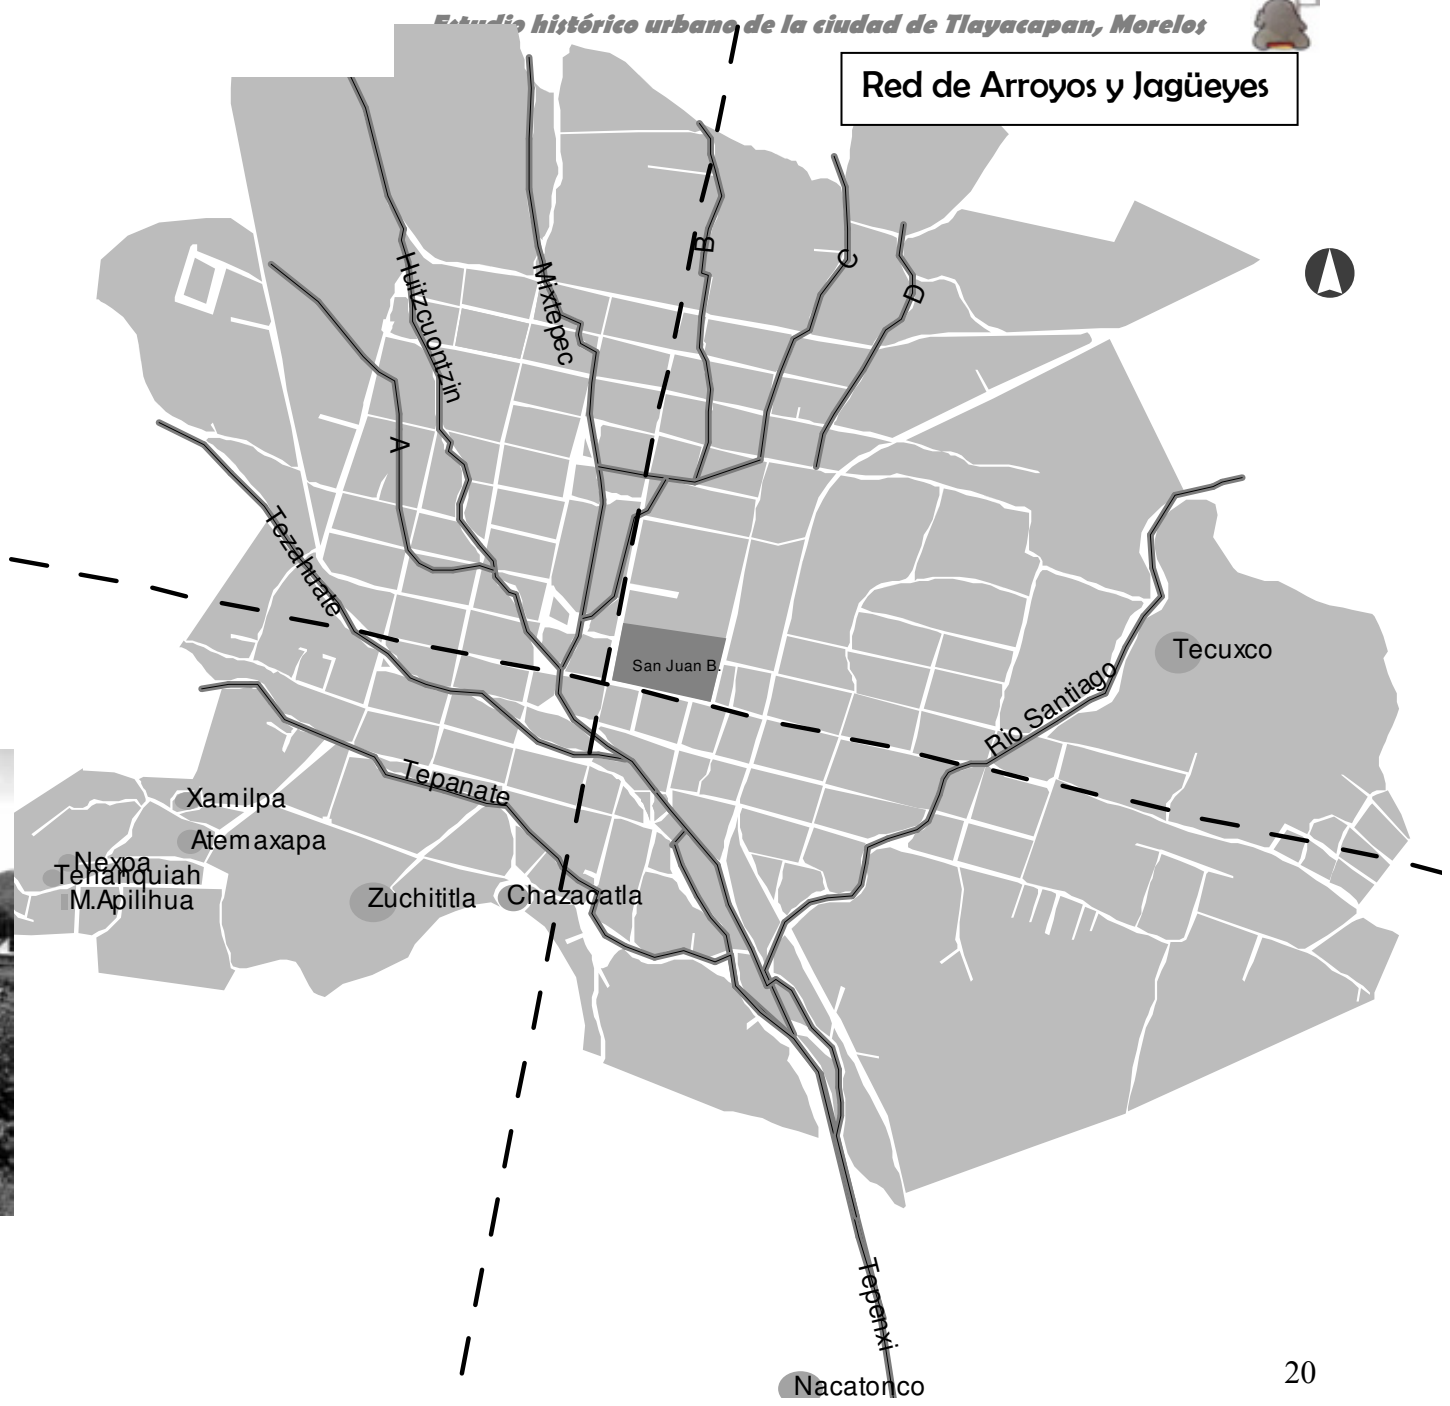 Estudio histórico urbano de la ciudad de Tlayacapan, Morelos
Red de Arroyos y Jagüeyes
B
C
D
Huitzcuontzin
Mixtepec
A
Tezahuate
San Juan B.
Tecuxco
Rio Santiago
Tepanate
Xamilpa
Atemaxapa
Nexpa
Tenanquiah
M.Apilihua
Zuchititla
Chazacatla
Tepenxi
Nacatonco
20